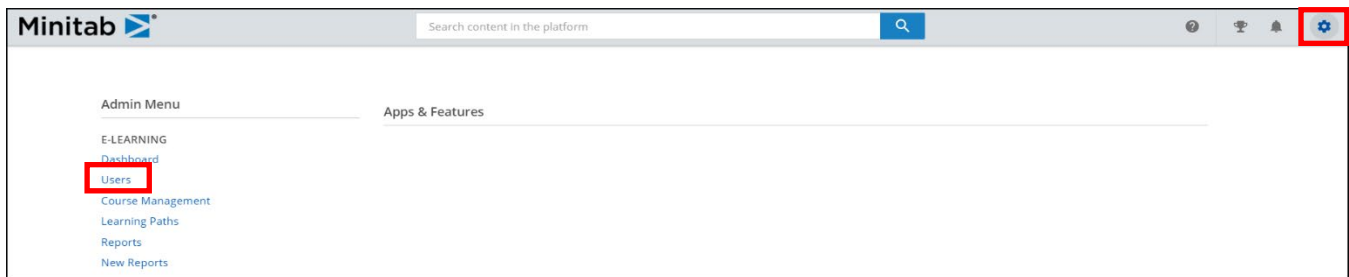 Minitab
Search content in the platform
Admin Menu
Apps & Features
E-LEARNING
Dashboard
Users
Course Management
Learning Paths
Reports
New Reports